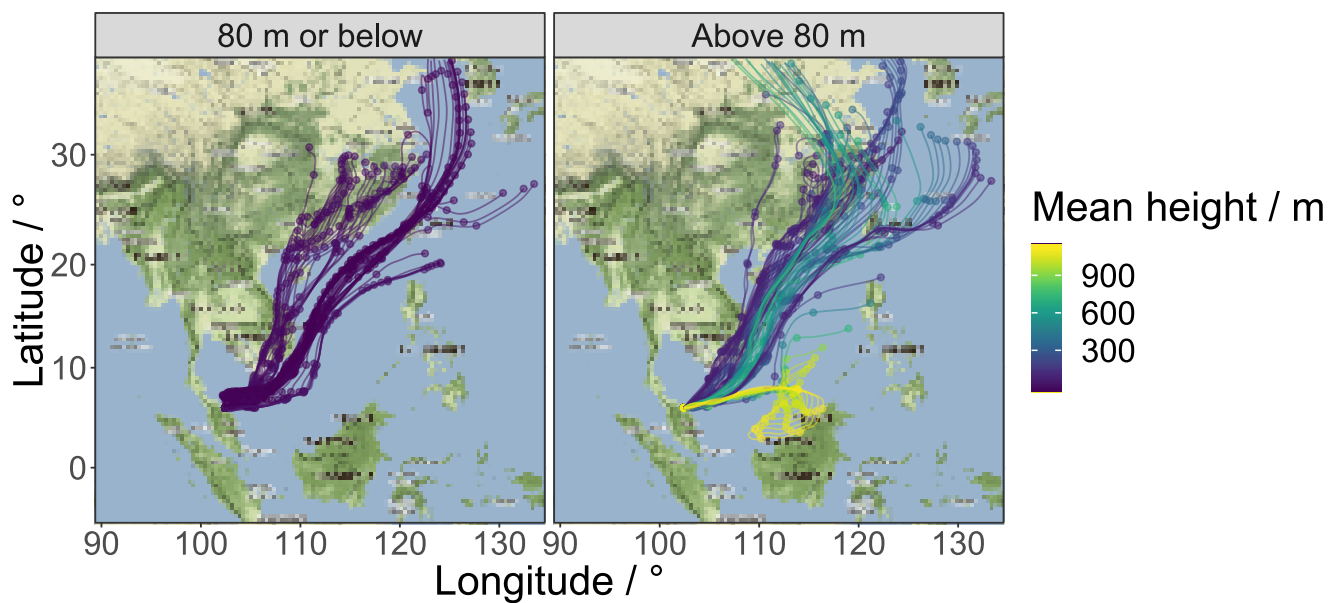 80 m or below
Above 80 m
30
20
10
0
Latitude / °
90 100 110 120 130
90 100 110 120 130
Longitude / °
Mean height / m
900
600
300